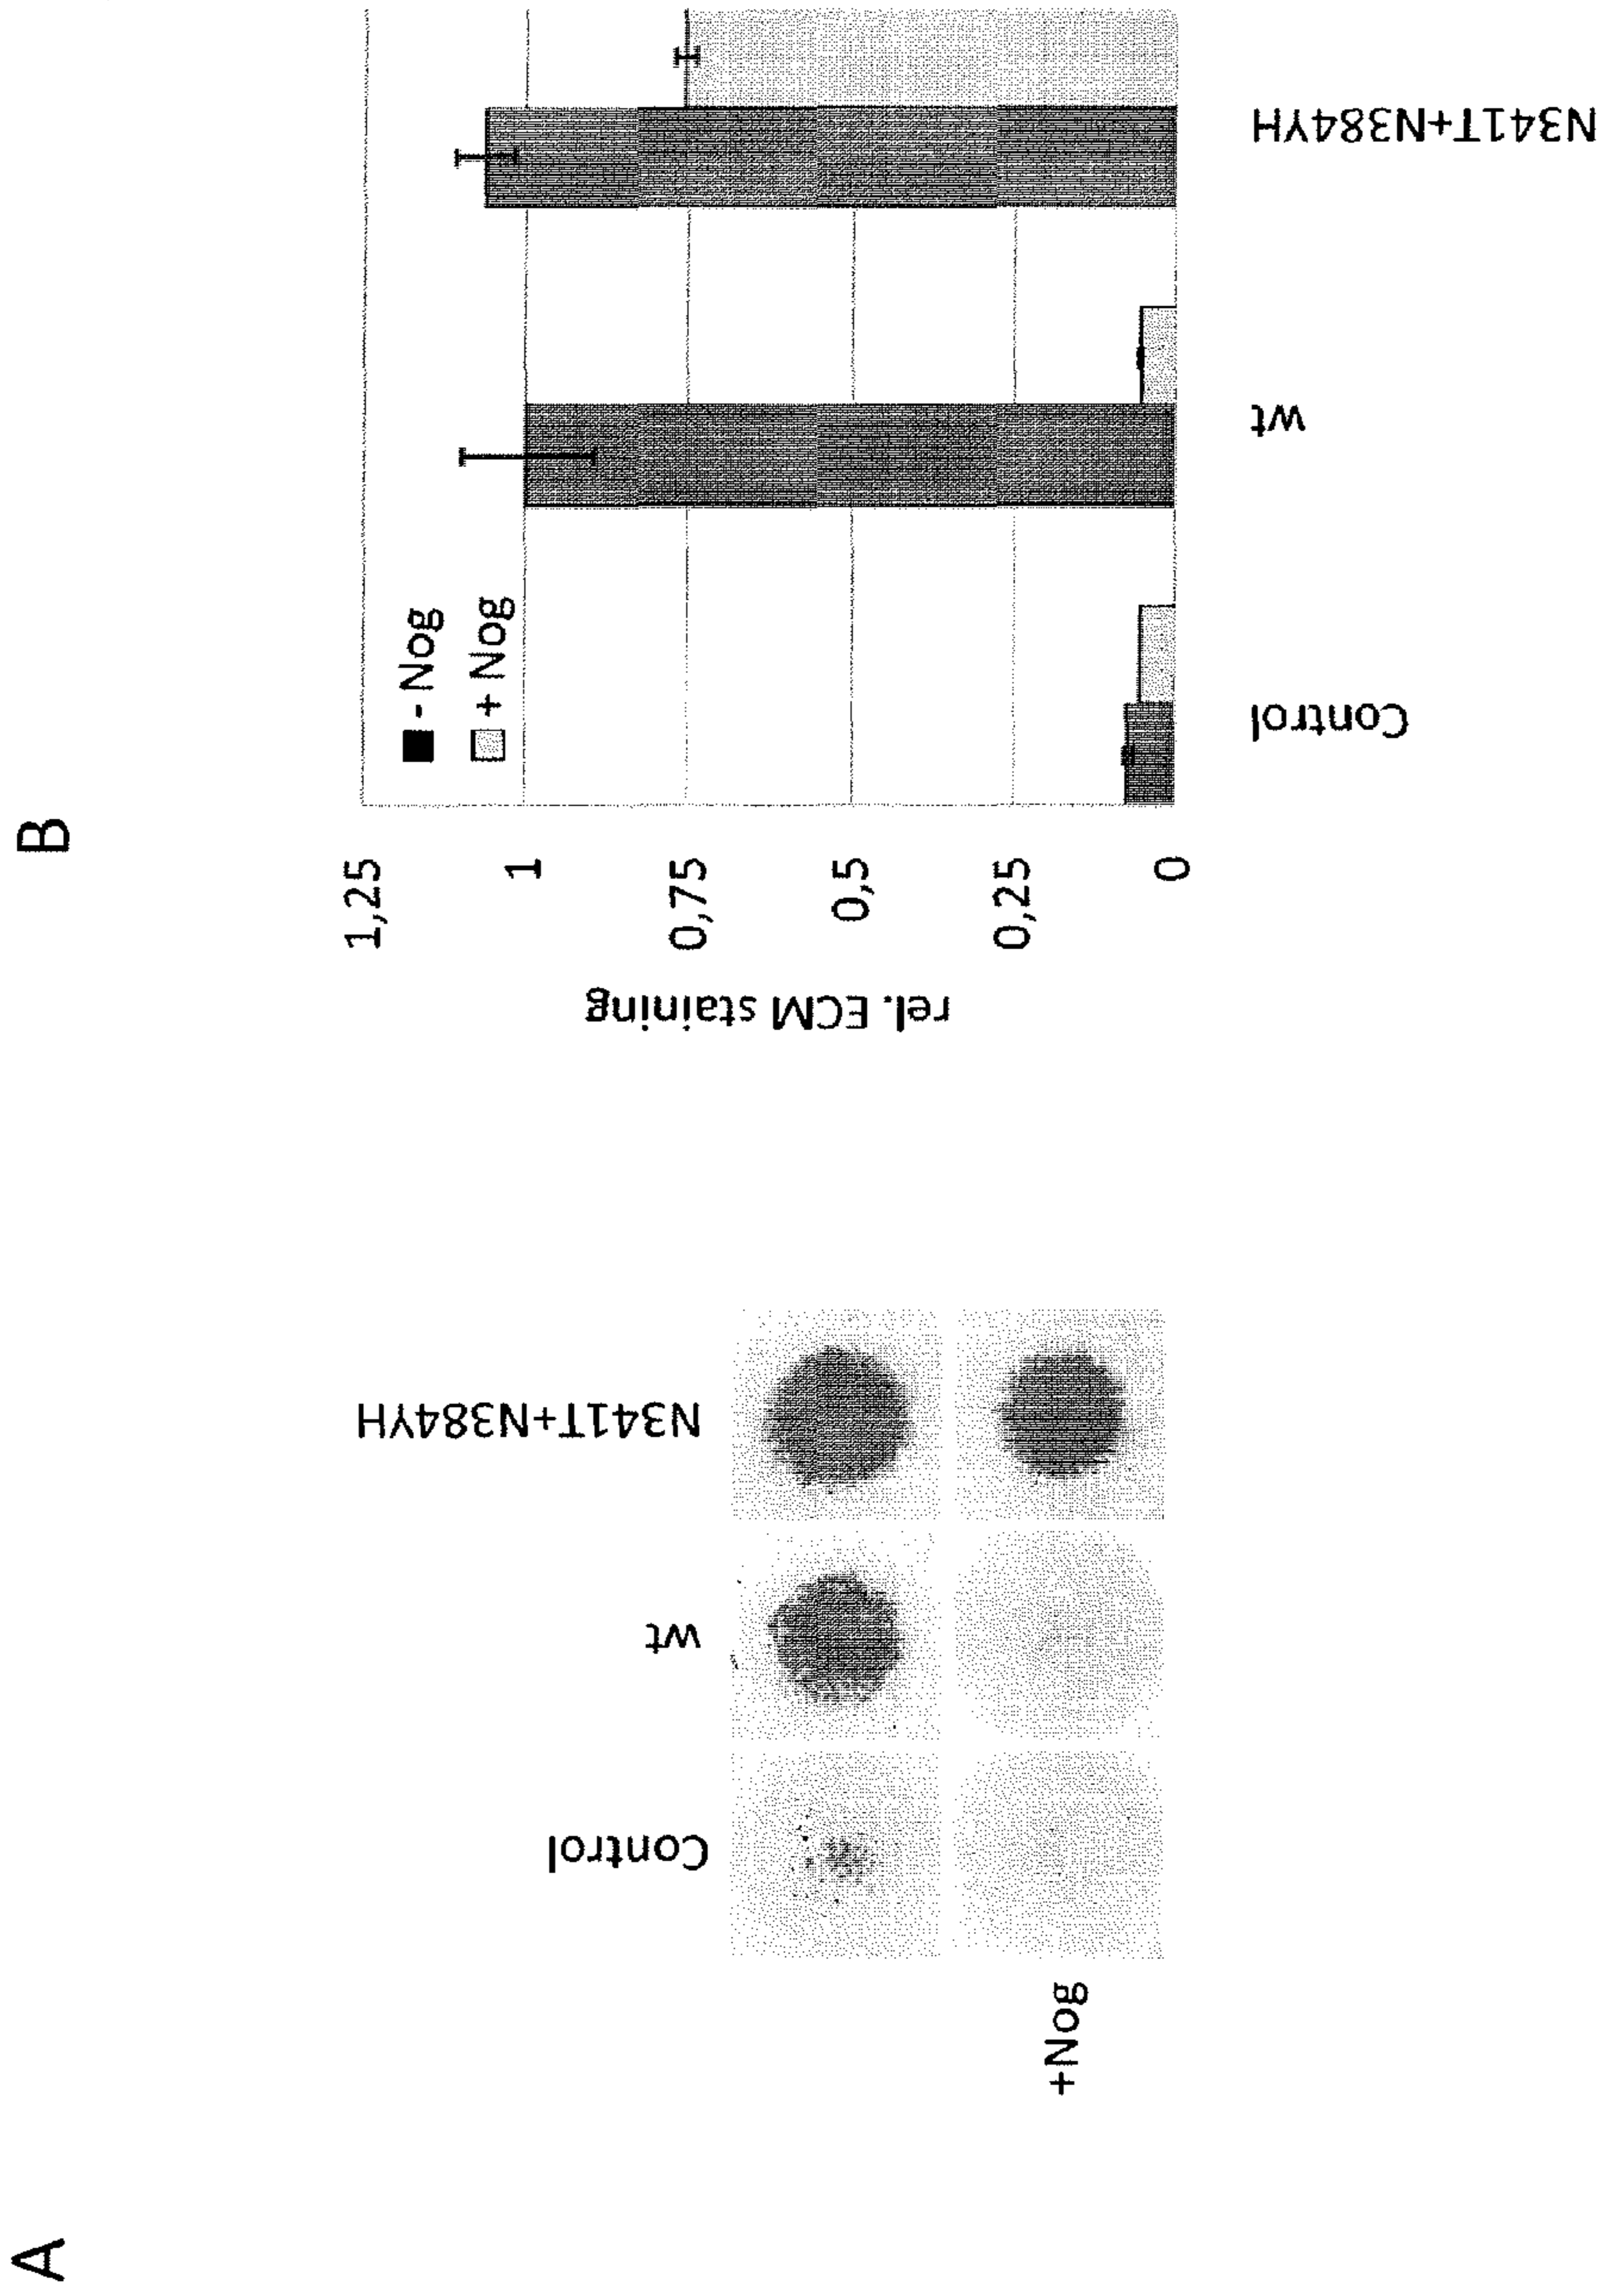 A
Control
wt
N341T+N384YH
+Nog
B
rel. ECM staining
1,25
1
0,75
0,5
0,25
0
- Nog
+ Nog
Control
wt
N341T+N384YH